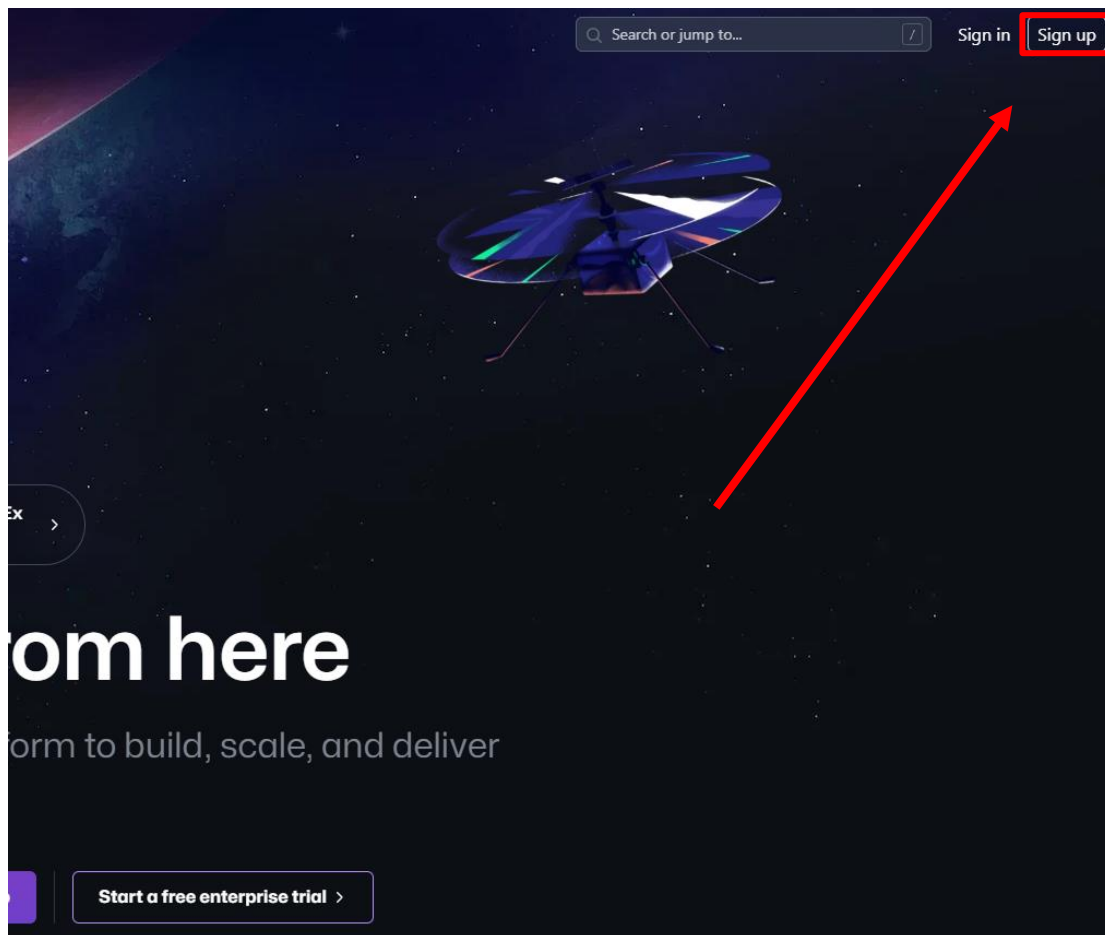 Search or jump to...
/
Sign in
Sign up
Ex
rom here
form to build, scale, and deliver
Start a free enterprise trial